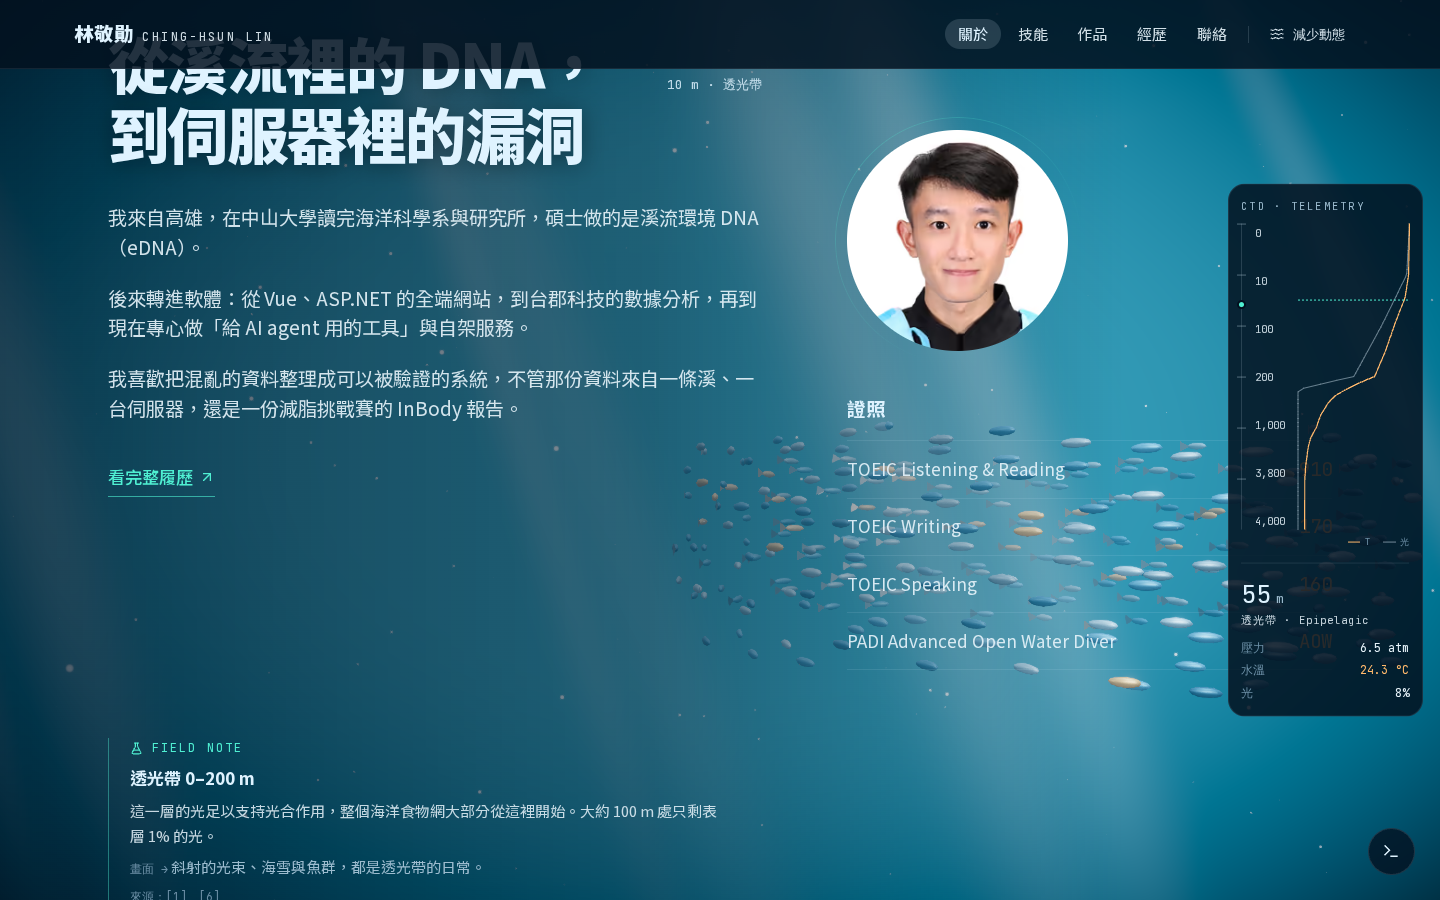 林敬勛 CHING-HSUN LIN
關於
技能
作品
經歷
聯絡
減少動態
從溪流裡的 DNA，
到伺服器裡的漏洞
10 m · 透光帶
我來自高雄，在中山大學讀完海洋科學系與研究所，碩士做的是溪流環境 DNA
（eDNA）。
後來轉進軟體：從 Vue、ASP.NET 的全端網站，到台郡科技的數據分析，再到
現在專心做「給 AI agent 用的工具」與自架服務。
我喜歡把混亂的資料整理成可以被驗證的系統，不管那份資料來自一條溪、一
台伺服器，還是一份減脂挑戰賽的 InBody 報告。
看完整履歷
證照
TOEIC Listening & Reading
TOEIC Writing
170
TOEIC Speaking
160
PADI Advanced Open Water Diver
AOW
CTD · TELEMETRY
0
10
100
200
1,000
3,800
4,000
T
光
55 m
透光帶 · Epipelagic
壓力 6.5 atm
水溫 24.3 °C
光 8%
FIELD NOTE
透光帶 0–200 m
這一層的光足以支持光合作用，整個海洋食物網大部分從這裡開始。大約 100 m 處只剩表
層 1% 的光。
畫面 → 斜射的光束、海雪與魚群，都是透光帶的日常。
來源：[1] [6]